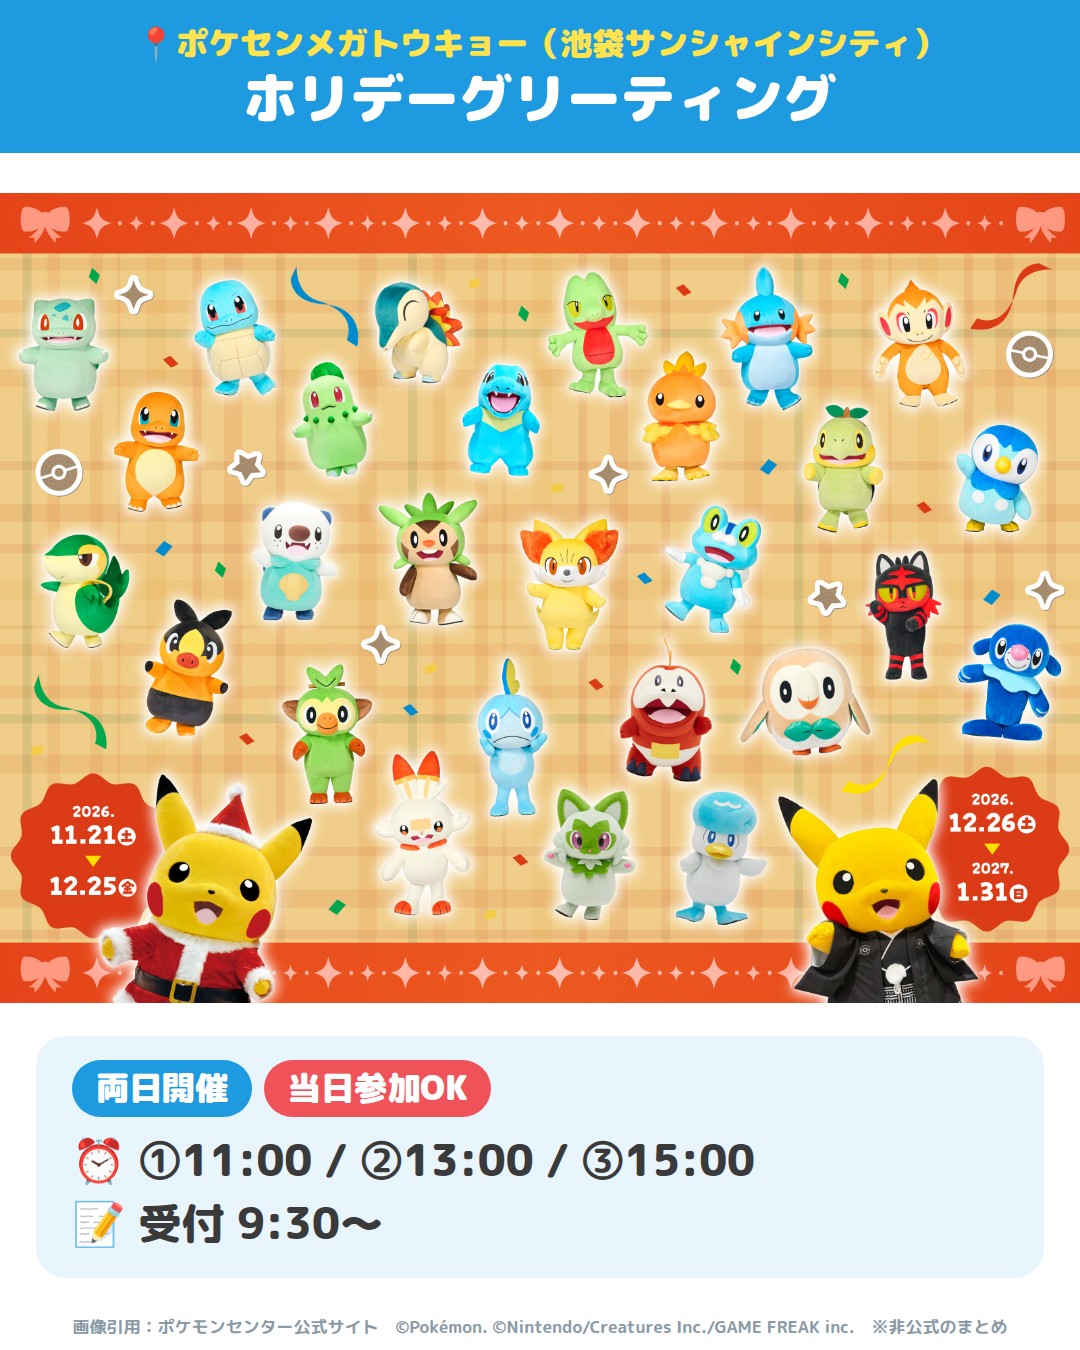 ポケセンメガトウキョー（池袋サンシャインシティ）
ホリデーグリーティング
2026.
11.21土
12.25金
2026.
12.26土
2027.
1.31日
両日開催 当日参加OK
①11:00 / ②13:00 / ③15:00
受付 9:30〜
画像引用：ポケモンセンター公式サイト ©Pokémon. ©Nintendo/Creatures Inc./GAME FREAK inc. ※非公式のまとめ